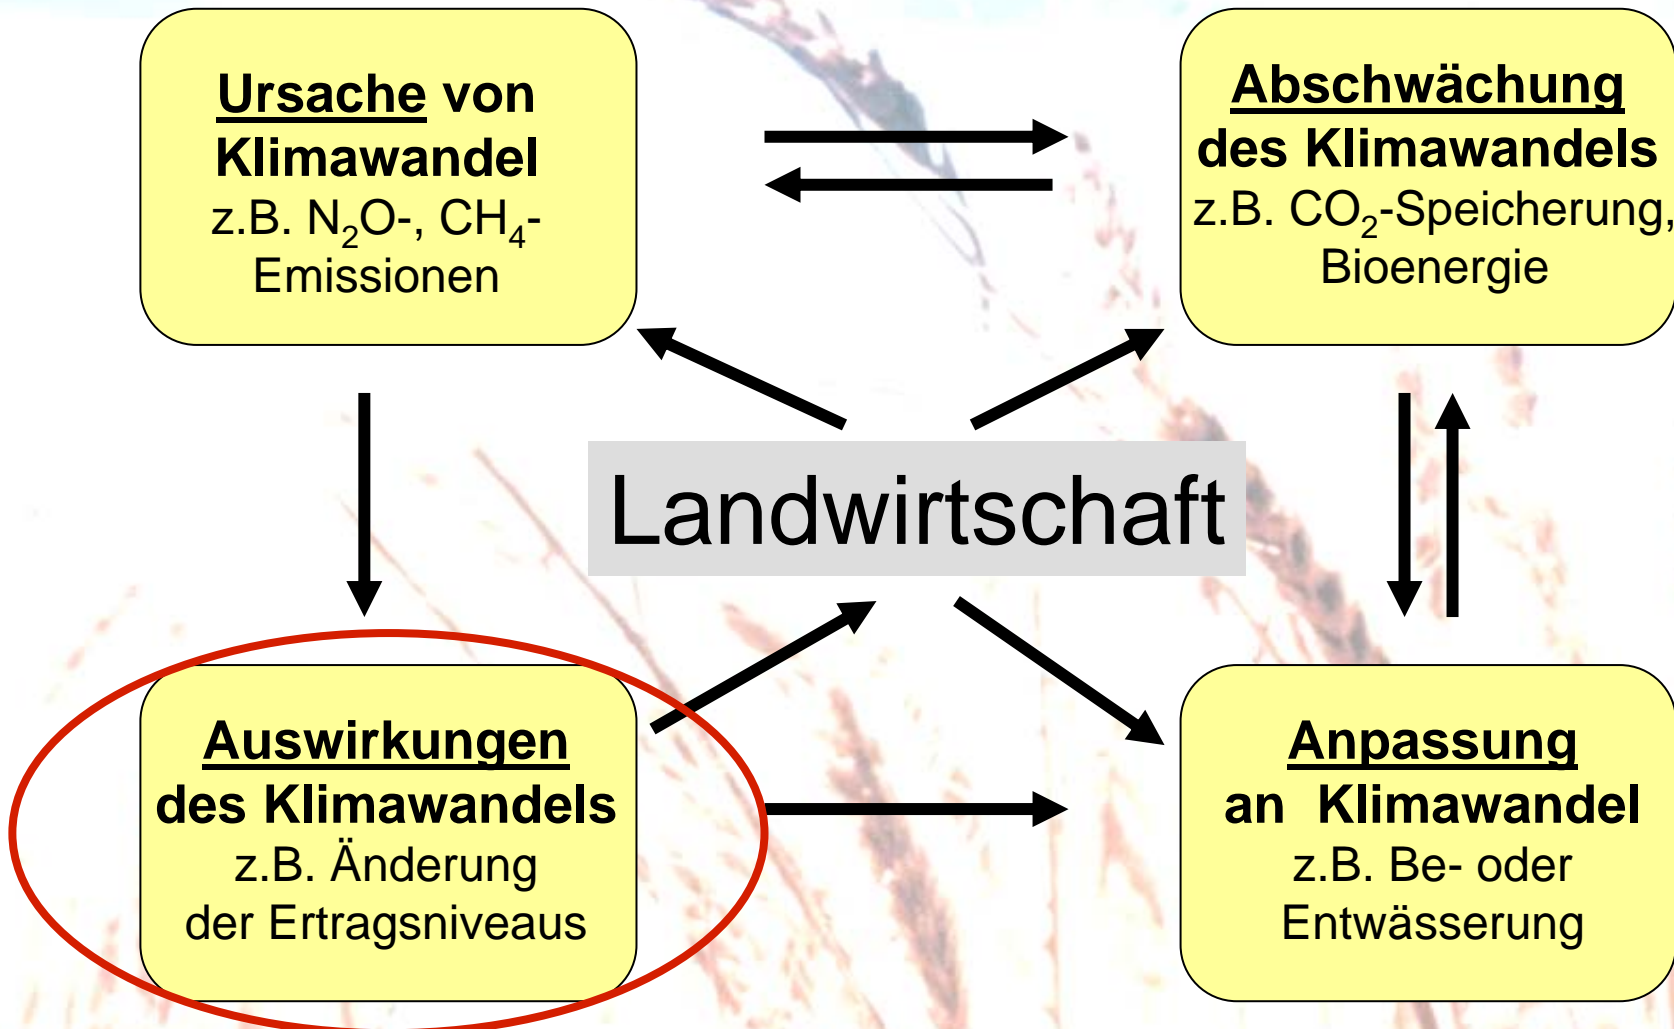 Ursache von
Klimawandel
z.B. N₂O-, CH₄-
Emissionen
Abschwächung
des Klimawandels
z.B. CO₂-Speicherung,
Bioenergie
Landwirtschaft
Auswirkungen
des Klimawandels
z.B. Änderung
der Ertragsniveaus
Anpassung
an Klimawandel
z.B. Be- oder
Entwässerung